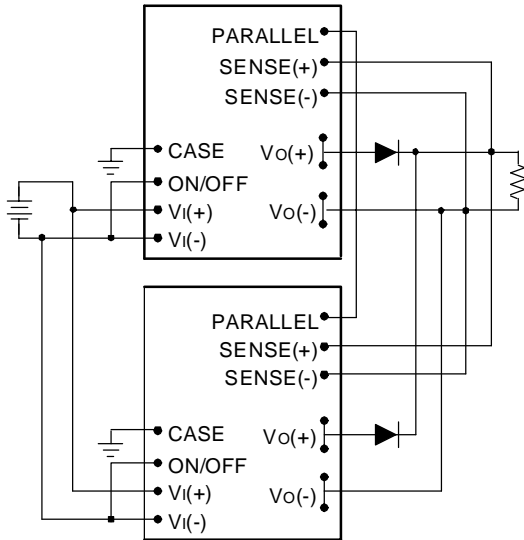 PARALLEL
SENSE(+)
SENSE(-)
CASE
VO(+)
ON/OFF
VI(+)
VO(-)
VI(-)
PARALLEL
SENSE(+)
SENSE(-)
CASE
VO(+)
ON/OFF
VI(+)
VO(-)
VI(-)